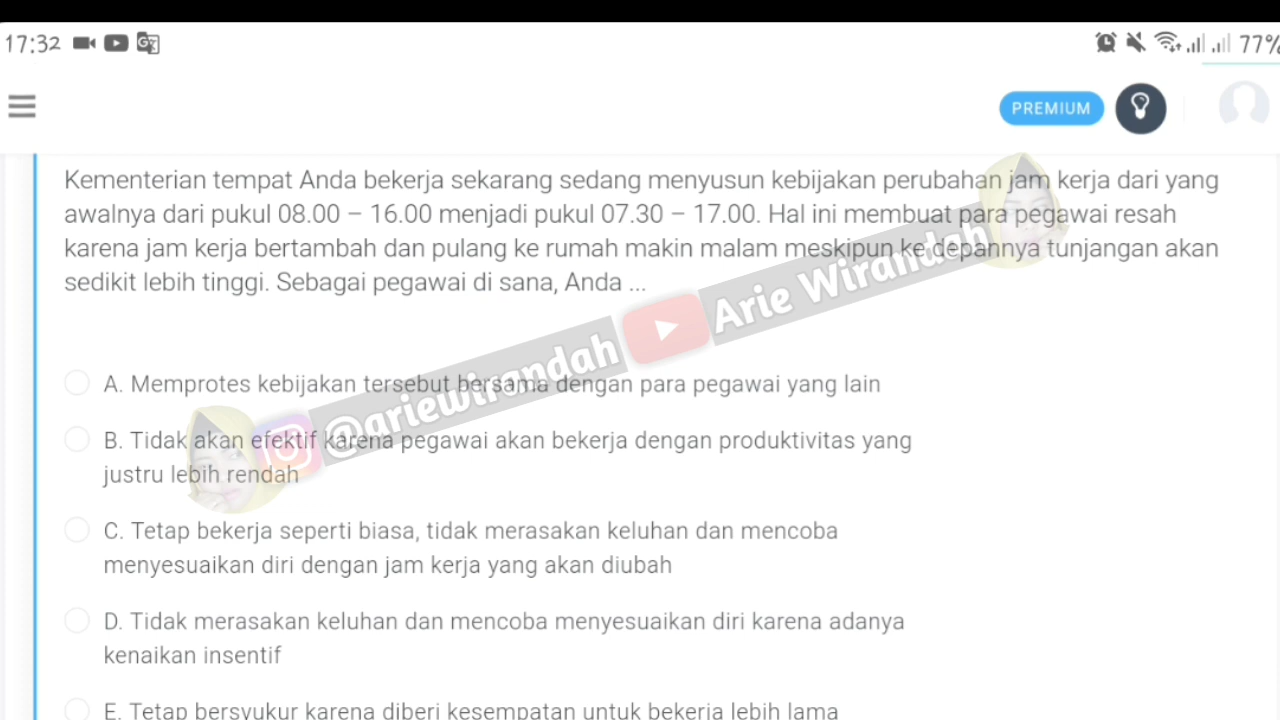 17:32
77%
PREMIUM
Kementerian tempat Anda bekerja sekarang sedang menyusun kebijakan perubahan jam kerja dari yang
awalnya dari pukul 08.00 – 16.00 menjadi pukul 07.30 – 17.00. Hal ini membuat para pegawai resah
karena jam kerja bertambah dan pulang ke rumah makin malam meskipun kedepannya tunjangan akan
sedikit lebih tinggi. Sebagai pegawai di sana, Anda ...
Arie Wirandah
@ariewirandah
A. Memprotes kebijakan tersebut bersama dengan para pegawai yang lain
B. Tidak akan efektif karena pegawai akan bekerja dengan produktivitas yang
justru lebih rendah
C. Tetap bekerja seperti biasa, tidak merasakan keluhan dan mencoba
menyesuaikan diri dengan jam kerja yang akan diubah
D. Tidak merasakan keluhan dan mencoba menyesuaikan diri karena adanya
kenaikan insentif
E. Tetap bersyukur karena diberi kesempatan untuk bekerja lebih lama